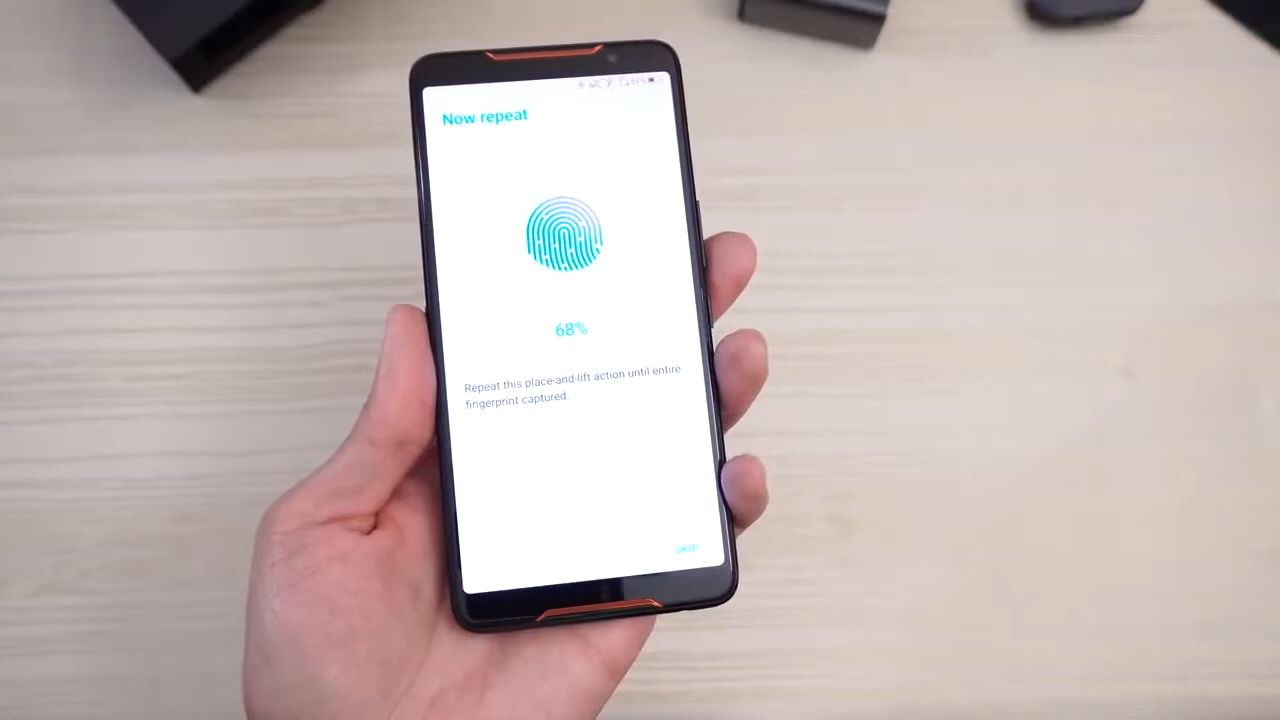 Now repeat
68%
Repeat this place-and-lift action until entire
fingerprint captured.
SKIP